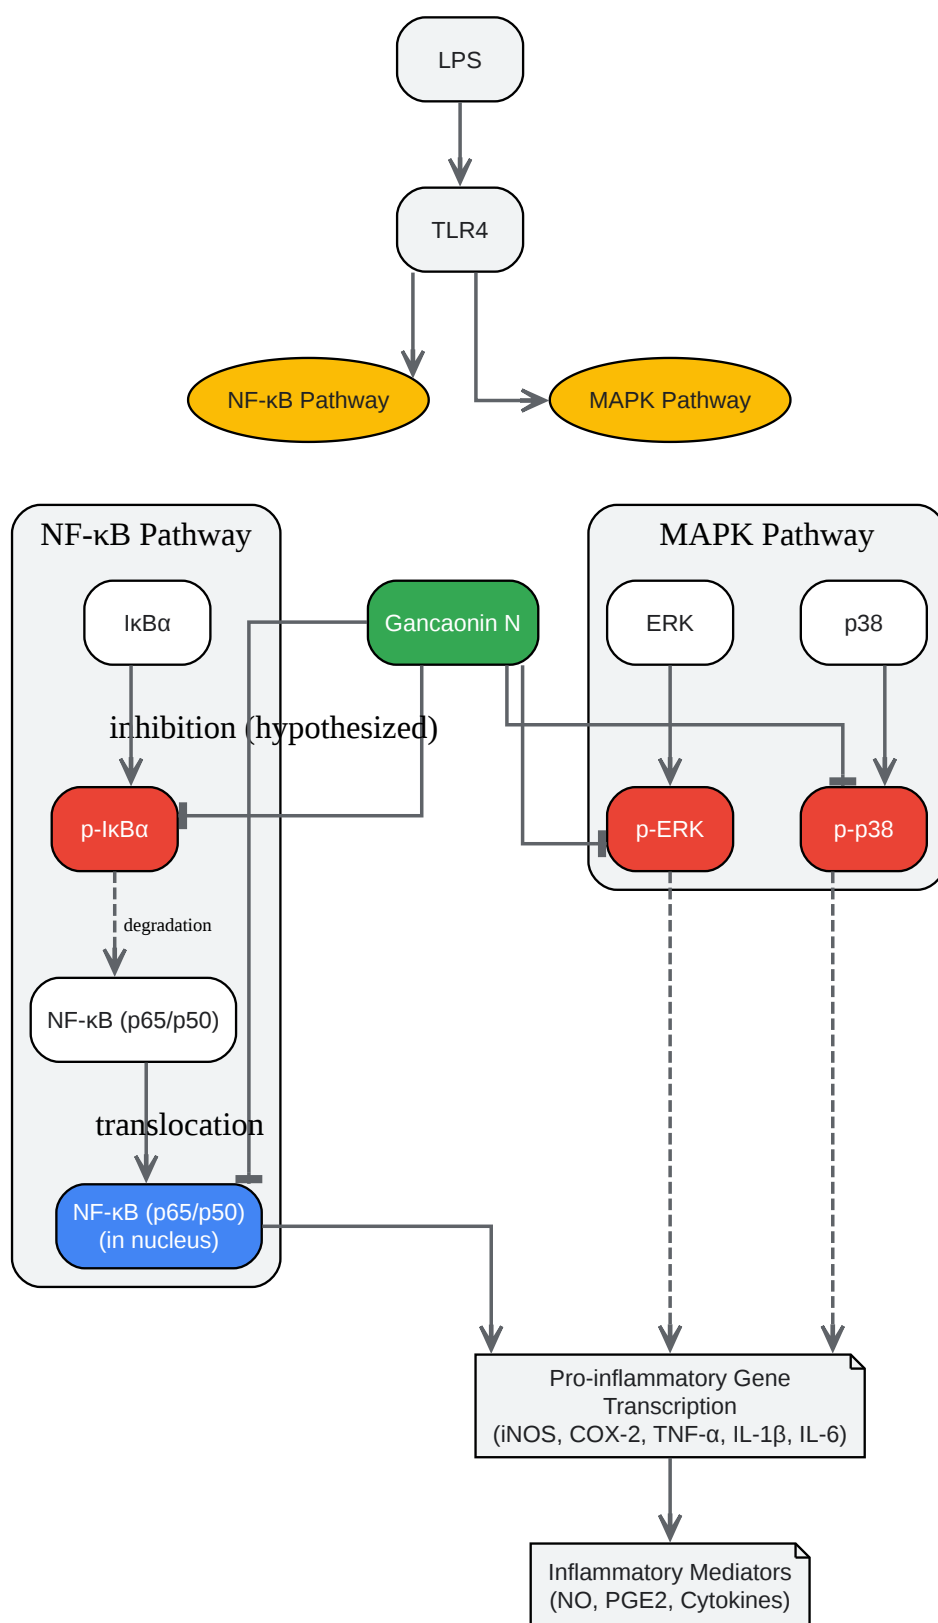 LPS
TLR4
NF-κB Pathway
MAPK Pathway
NF-κB Pathway
MAPK Pathway
IκBα
Gancaonin N
ERK
p38
inhibition (hypothesized)
p-IκBα
p-ERK
p-p38
degradation
NF-κB (p65/p50)
translocation
NF-κB (p65/p50)
(in nucleus)
Pro-inflammatory Gene
Transcription
(iNOS, COX-2, TNF-α, IL-1β, IL-6)
Inflammatory Mediators
(NO, PGE2, Cytokines)